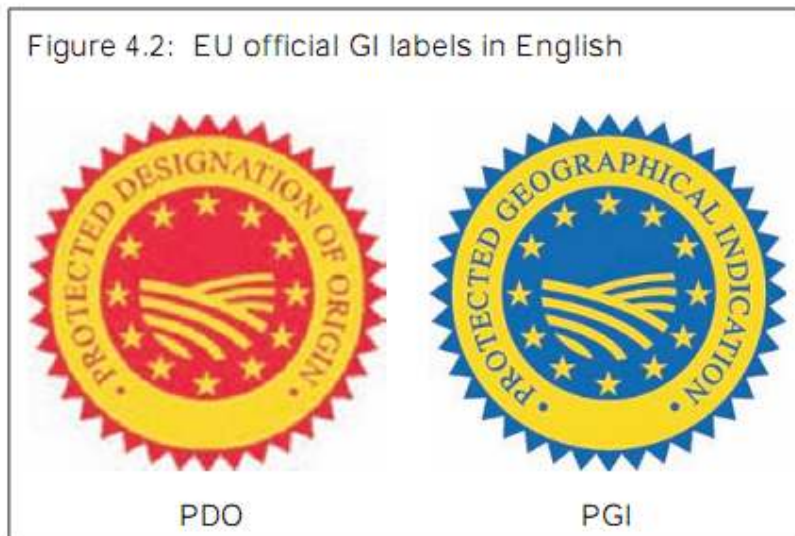 Figure 4.2: EU official GI labels in English
• PROTECTED DESIGNATION OF ORIGIN •
• PROTECTED GEOGRAPHICAL INDICATION •
PDO
PGI